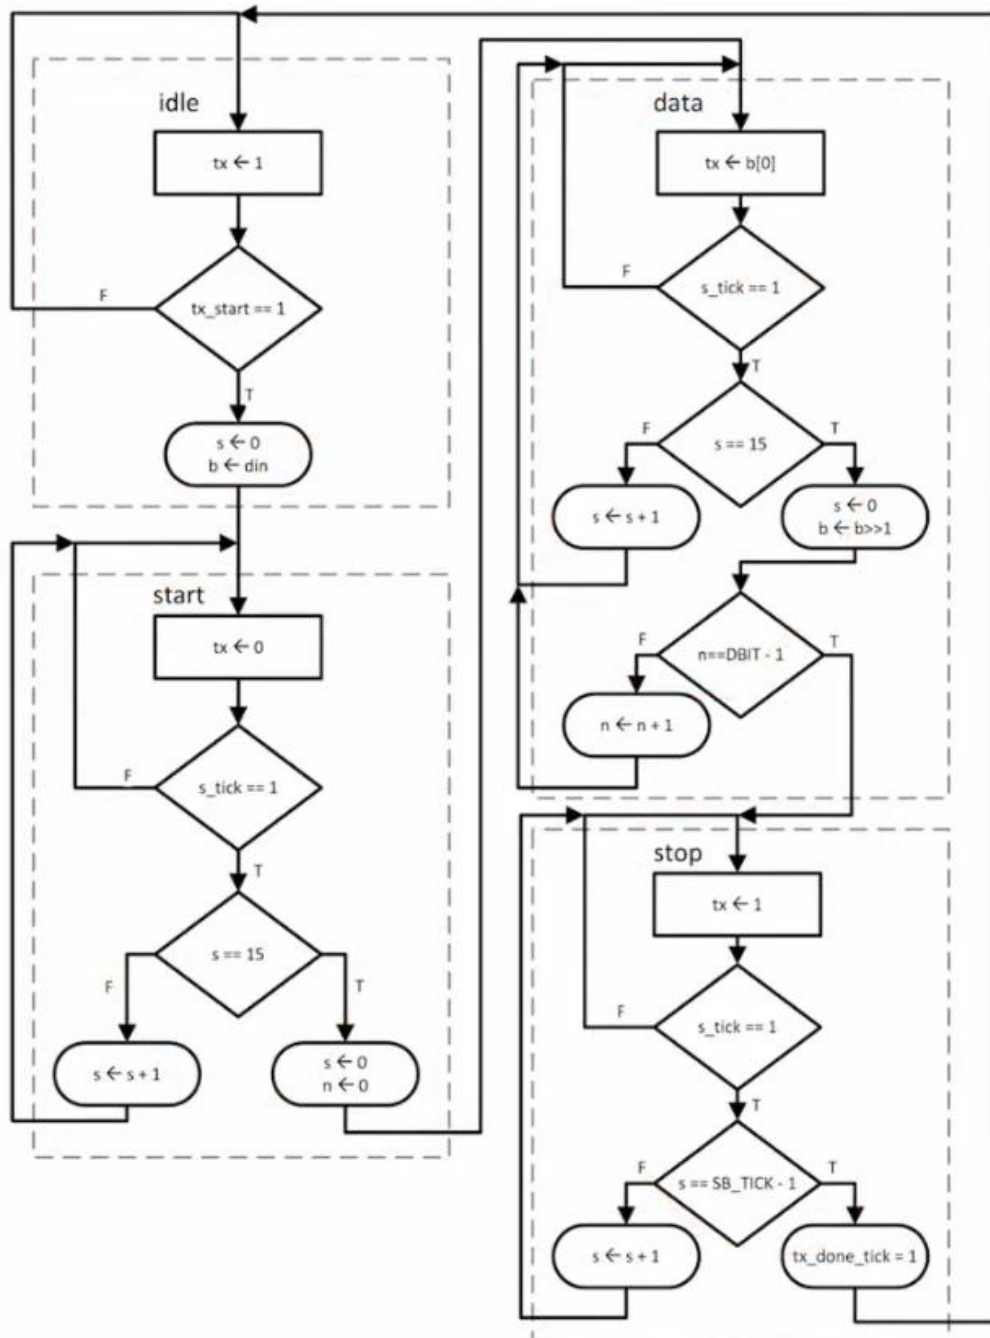 idle
tx ← 1
F
tx_start == 1
T
s ← 0
b ← din
start
tx ← 0
F
s_tick == 1
T
s == 15
F
T
s ← s + 1
s ← 0
n ← 0
data
tx ← b[0]
F
s_tick == 1
T
F
s == 15
T
s ← s + 1
s ← 0
b ← b>>1
F
n==DBIT - 1
T
n ← n + 1
stop
tx ← 1
F
s_tick == 1
T
F
s == SB_TICK - 1
T
s ← s + 1
tx_done_tick = 1